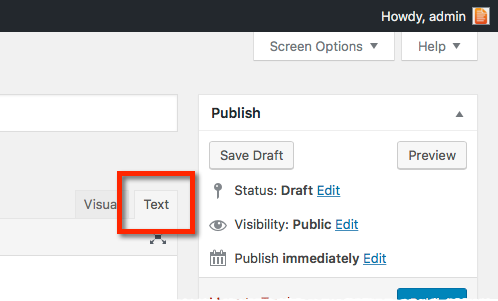 Howdy, admin
Screen Options ▼ Help ▼
Publish
Save Draft Preview
Visual Text
Status: Draft Edit
Visibility: Public Edit
Publish immediately Edit